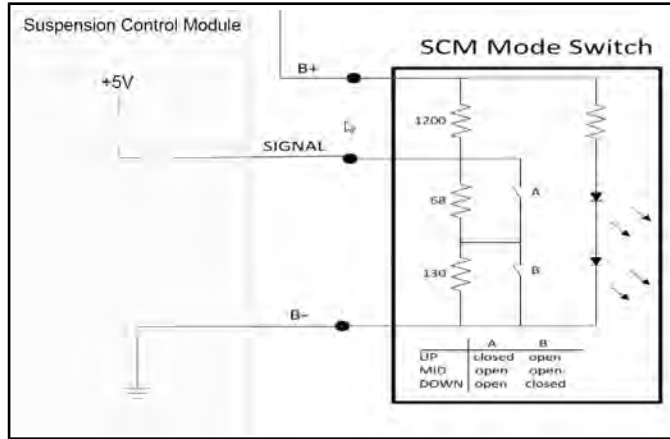 Suspension Control Module
SCM Mode Switch
B+
+5V
1200
SIGNAL
A
68
B
130
B-
A B
UP closed open
MID open open
DOWN open closed